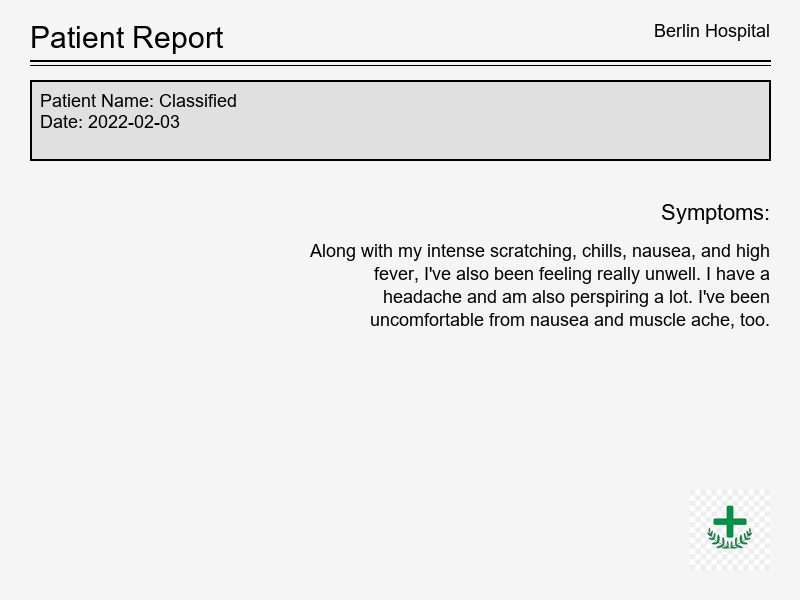 Patient Report
Berlin Hospital
Patient Name: Classified
Date: 2022-02-03
Symptoms:
Along with my intense scratching, chills, nausea, and high
fever, I've also been feeling really unwell. I have a
headache and am also perspiring a lot. I've been
uncomfortable from nausea and muscle ache, too.